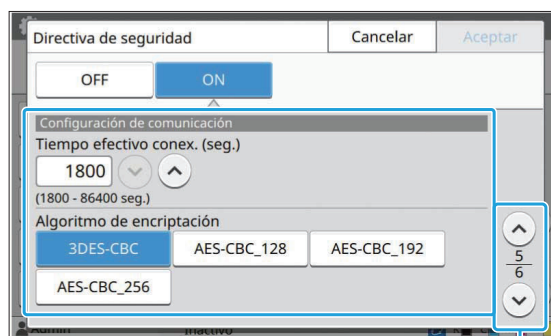 Directiva de seguridad
Cancelar
Aceptar
OFF
ON
Configuración de comunicación
Tiempo efectivo conex. (seg.)
1800
(1800 - 86400 seg.)
Algoritmo de encriptación
3DES-CBC
AES-CBC_128
AES-CBC_192
AES-CBC_256
5
6
Admin
Inactivo